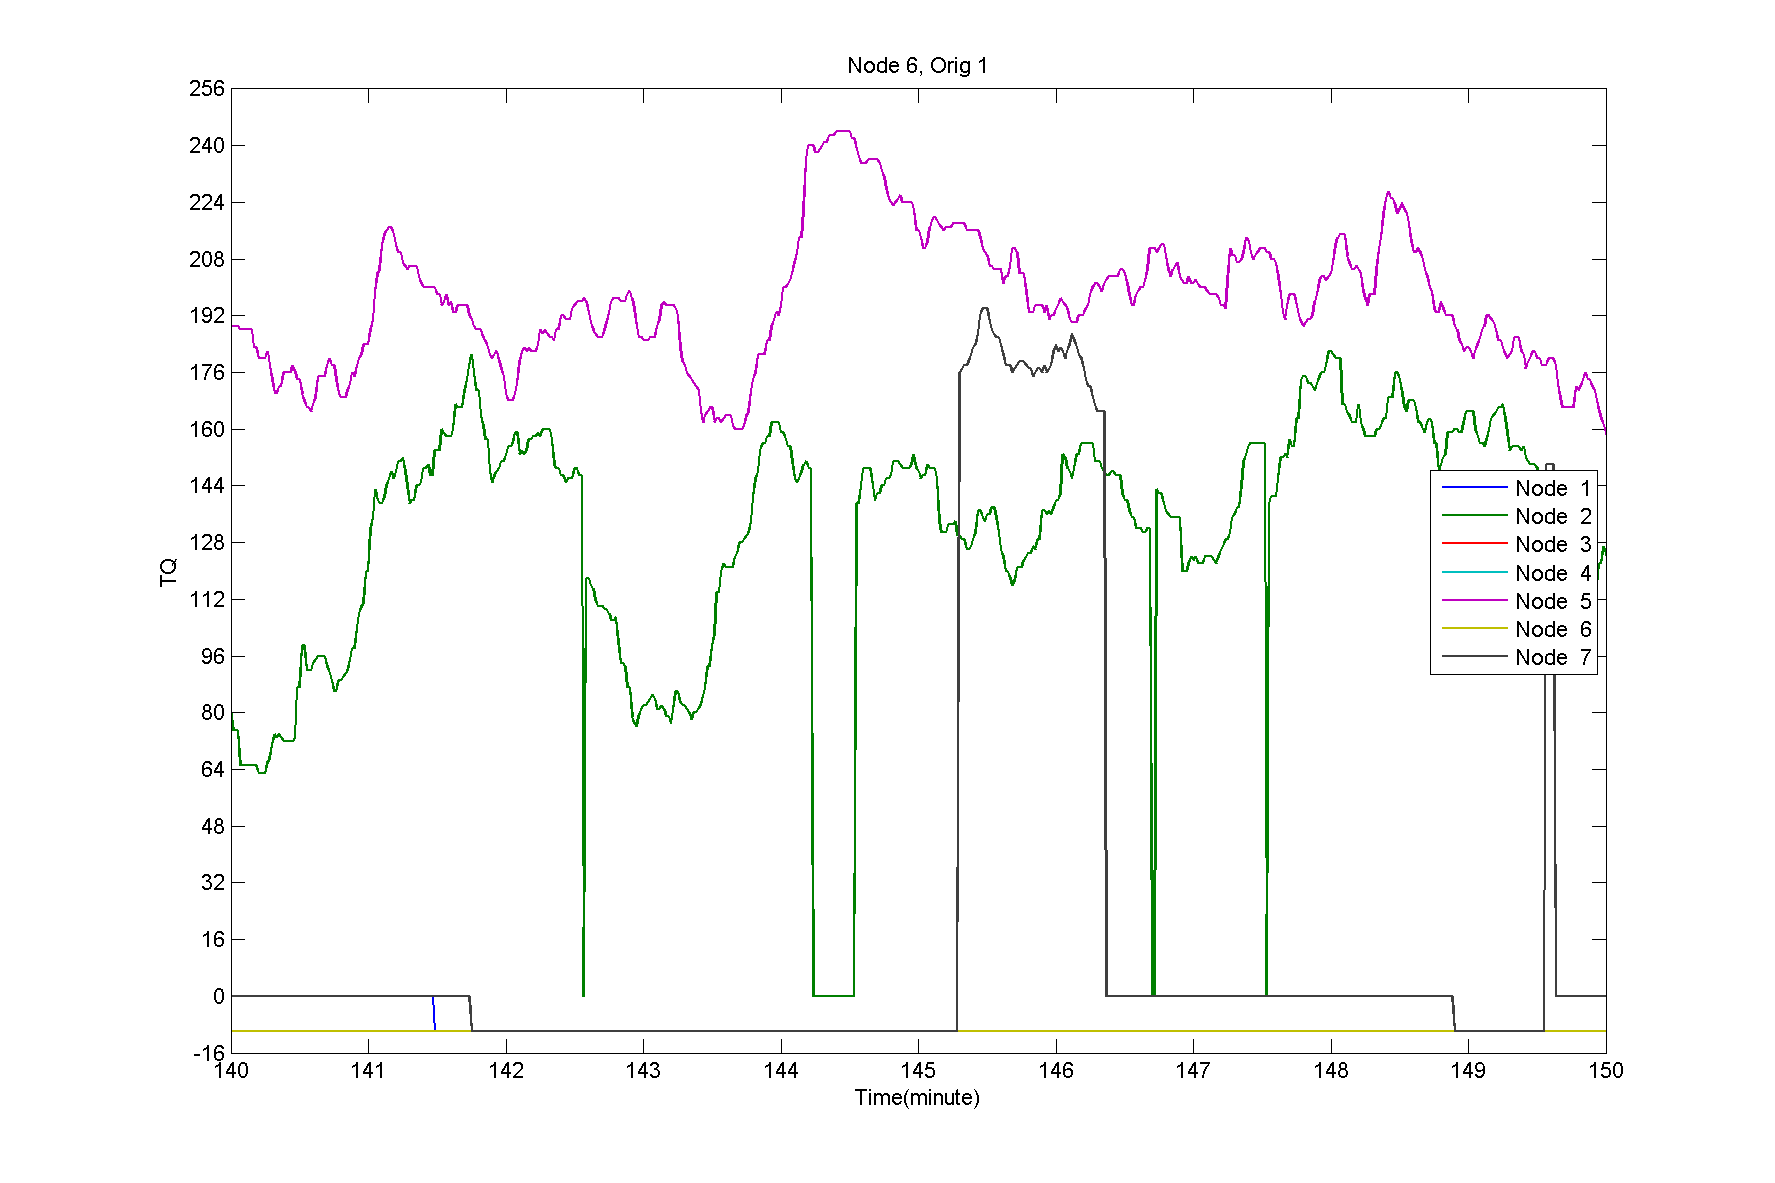 Node 6, Orig 1
256
240
224
208
192
176
160
144
128
112
96
80
64
48
32
16
0
-16
TQ
140 141 142 143 144 145 146 147 148 149 150
Time(minute)
Node 1
Node 2
Node 3
Node 4
Node 5
Node 6
Node 7